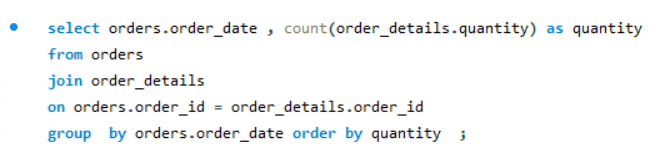 select orders.order_date , count(order_details.quantity) as quantity
from orders
join order_details
on orders.order_id = order_details.order_id
group  by orders.order_date order by quantity  ;